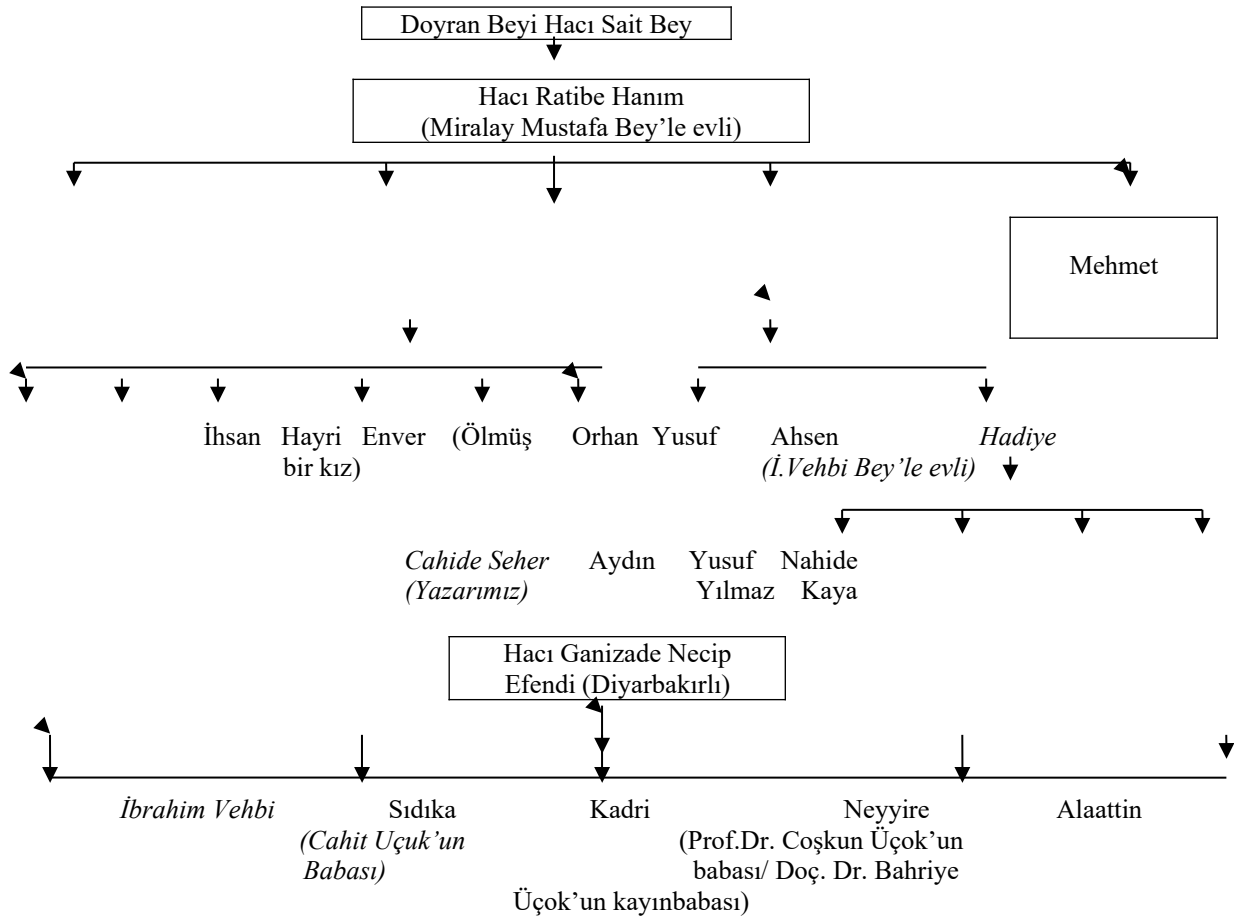 Doyran Beyi Hacı Sait Bey
Hacı Ratibe Hanım
(Miralay Mustafa Bey’le evli)
Mehmet
İhsan Hayri Enver (Ölmüş Orhan Yusuf Ahsen Hadiye
bir kız) (İ.Vehbi Bey’le evli)
Cahide Seher Aydın Yusuf Nahide
(Yazarımız) Yılmaz Kaya
Hacı Ganizade Necip
Efendi (Diyarbakırlı)
İbrahim Vehbi Sıdıka Kadri Neyyire Alaattin
(Cahit Uçuk’un (Prof.Dr. Coşkun Üçok’un
Babası) babası/ Doç. Dr. Bahriye
Üçok’un kayınbabası)